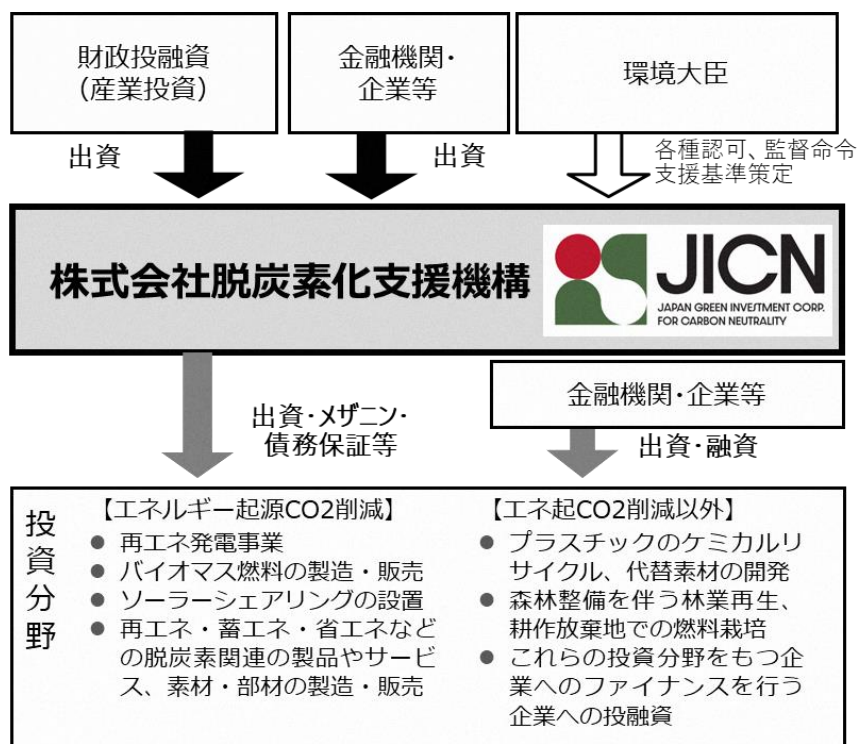 財政投融資
(産業投資)
金融機関・
企業等
環境大臣
出資
出資
各種認可、監督命令
支援基準策定
株式会社脱炭素化支援機構
JICN
JAPAN GREEN INVESTMENT CORP.
FOR CARBON NEUTRALITY
出資・メザニン・
債務保証等
金融機関・企業等
出資・融資
投資分野
【エネルギー起源CO2削減】
● 再エネ発電事業
● バイオマス燃料の製造・販売
● ソーラーシェアリングの設置
● 再エネ・蓄エネ・省エネなど
の脱炭素関連の製品やサービ
ス、素材・部材の製造・販売
【エネ起CO2削減以外】
● プラスチックのケミカルリ
サイクル、代替素材の開発
● 森林整備を伴う林業再生、
耕作放棄地での燃料栽培
● これらの投資分野をもつ企
業へのファイナンスを行う
企業への投融資